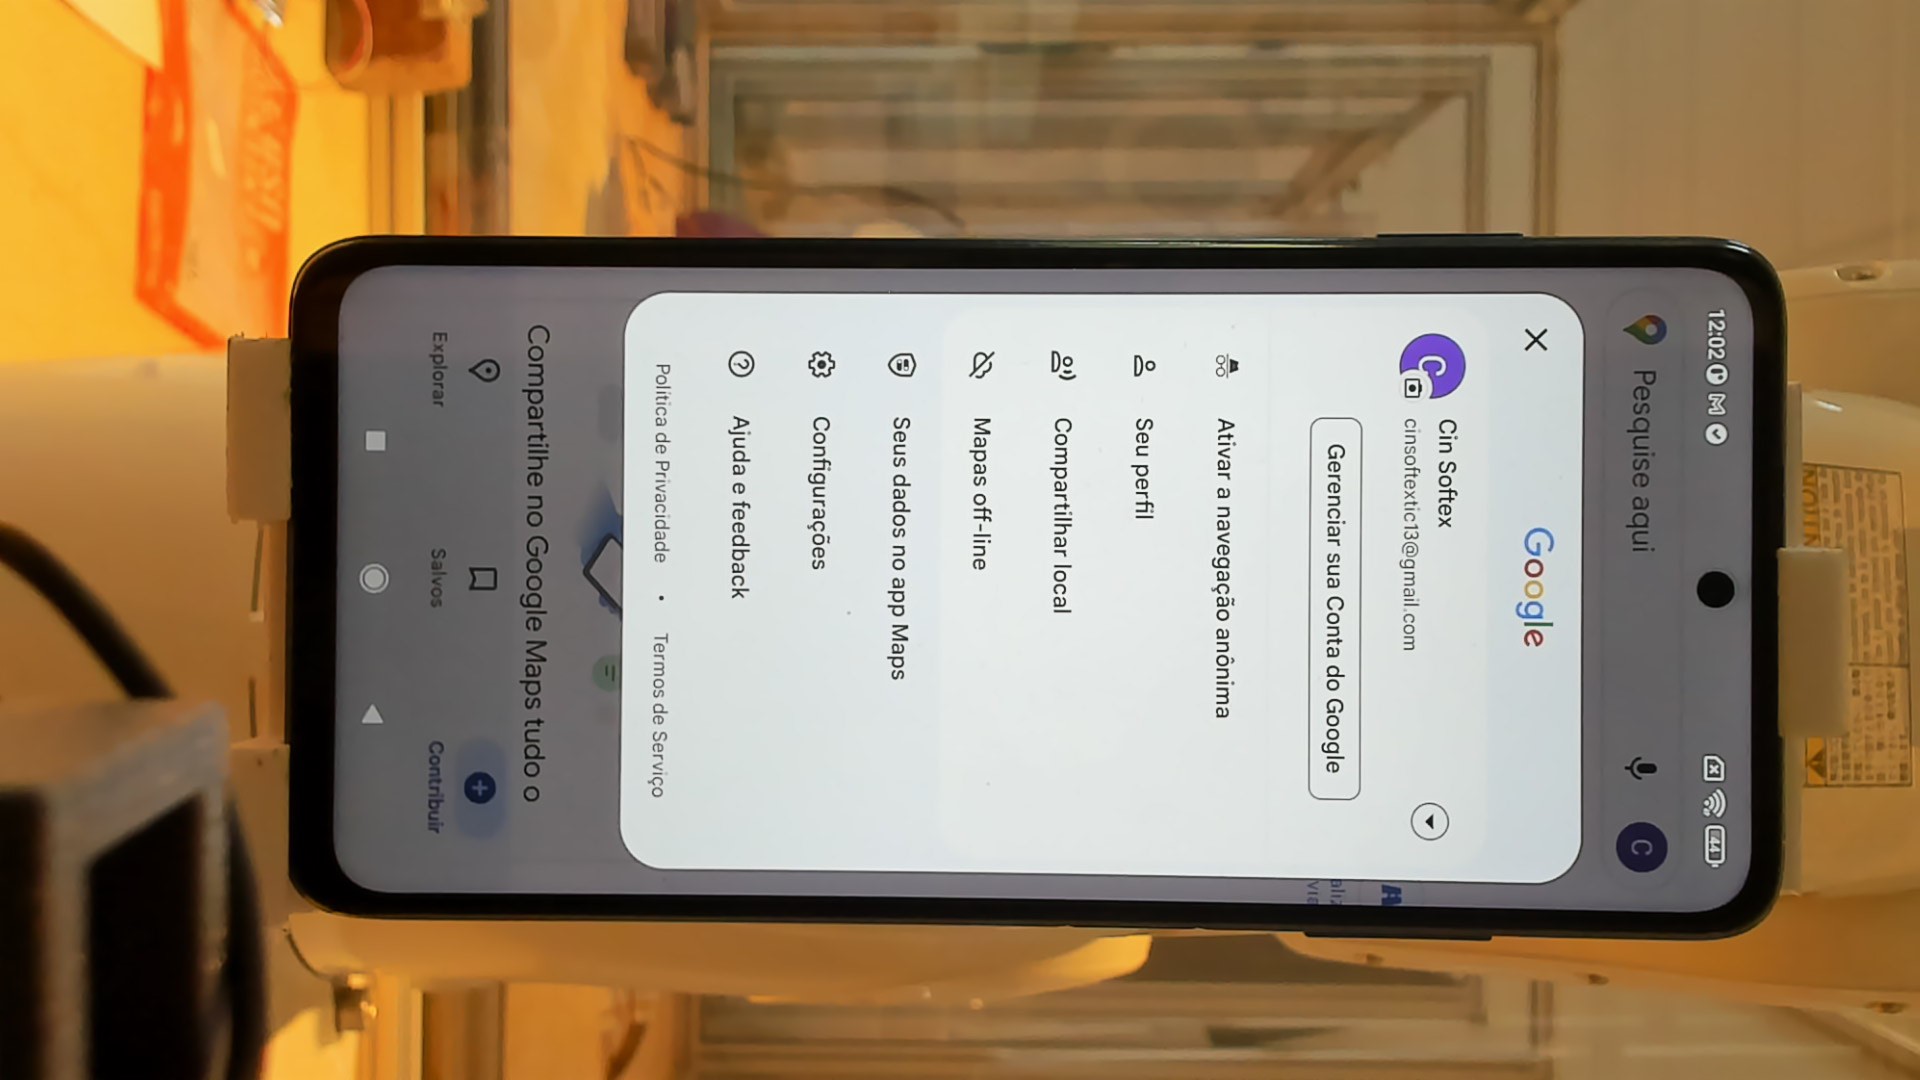 12:02
44
Pesquise aqui
C
Google
C
Cin Softex
cinsoftextic13@gmail.com
Gerenciar sua Conta do Google
Ativar a navegação anônima
Seu perfil
Compartilhar local
Mapas off-line
Seus dados no app Maps
Configurações
Ajuda e feedback
Política de Privacidade • Termos de Serviço
Compartilhe no Google Maps tudo o
Explorar
Salvos
Contribuir